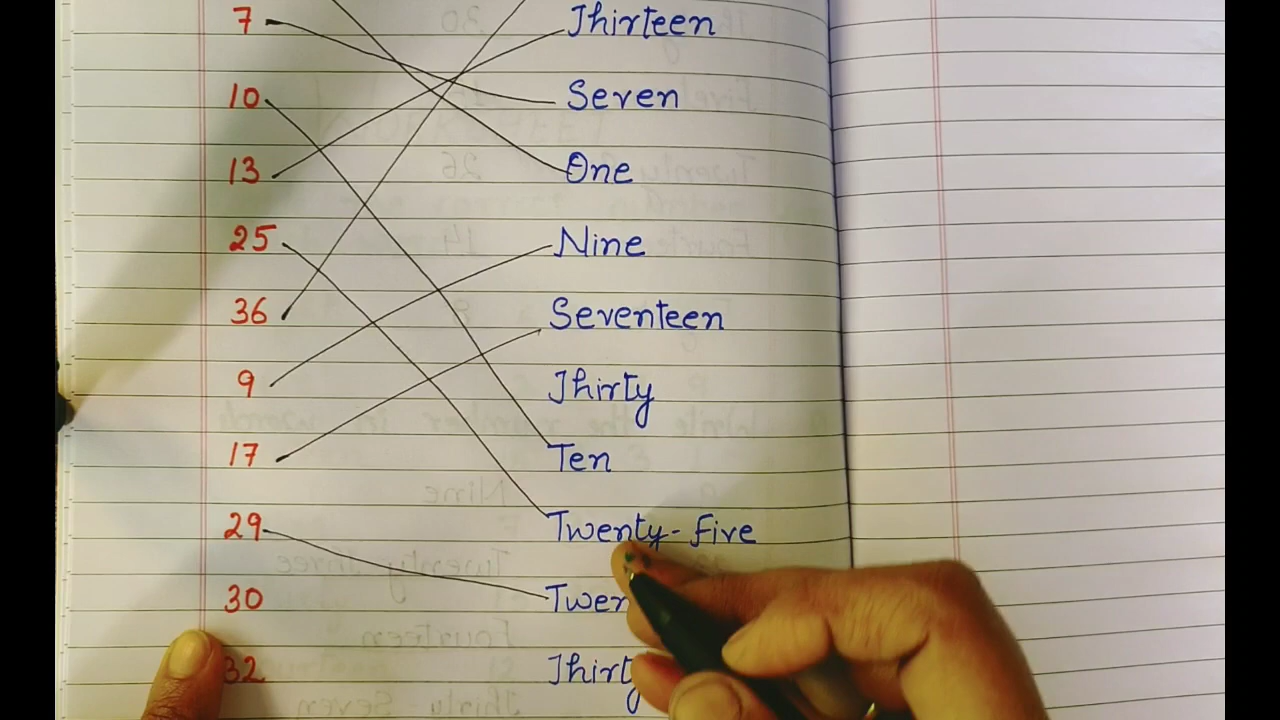 7 Thirteen
10 Seven
13 One
25 Nine
36 Seventeen
9 Thirty
17 Ten
29 Twenty-five
30
32